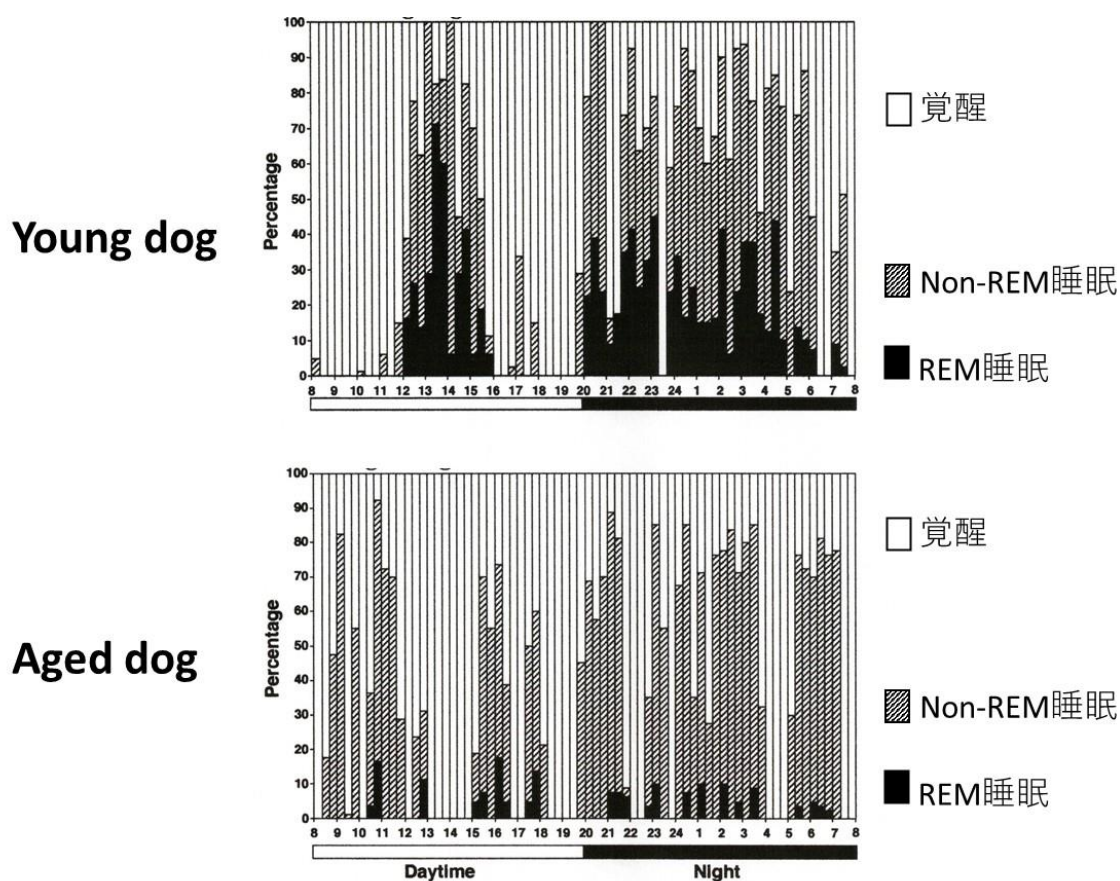 100
90
80
70
60
50
40
30
20
10
0
Percentage
Young dog
覚醒
Non-REM睡眠
REM睡眠
8 9 10 11 12 13 14 15 16 17 18 19 20 21 22 23 24 1 2 3 4 5 6 7 8
100
90
80
70
60
50
40
30
20
10
0
Percentage
Aged dog
覚醒
Non-REM睡眠
REM睡眠
8 9 10 11 12 13 14 15 16 17 18 19 20 21 22 23 24 1 2 3 4 5 6 7 8
Daytime Night